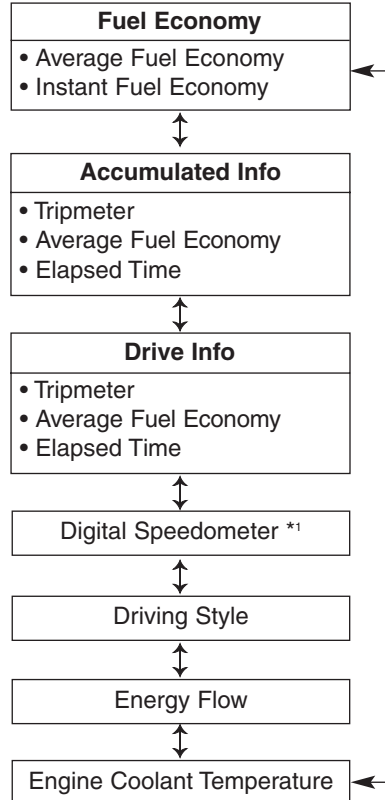 Fuel Economy
• Average Fuel Economy
• Instant Fuel Economy
Accumulated Info
• Tripmeter
• Average Fuel Economy
• Elapsed Time
Drive Info
• Tripmeter
• Average Fuel Economy
• Elapsed Time
Digital Speedometer *1
Driving Style
Energy Flow
Engine Coolant Temperature